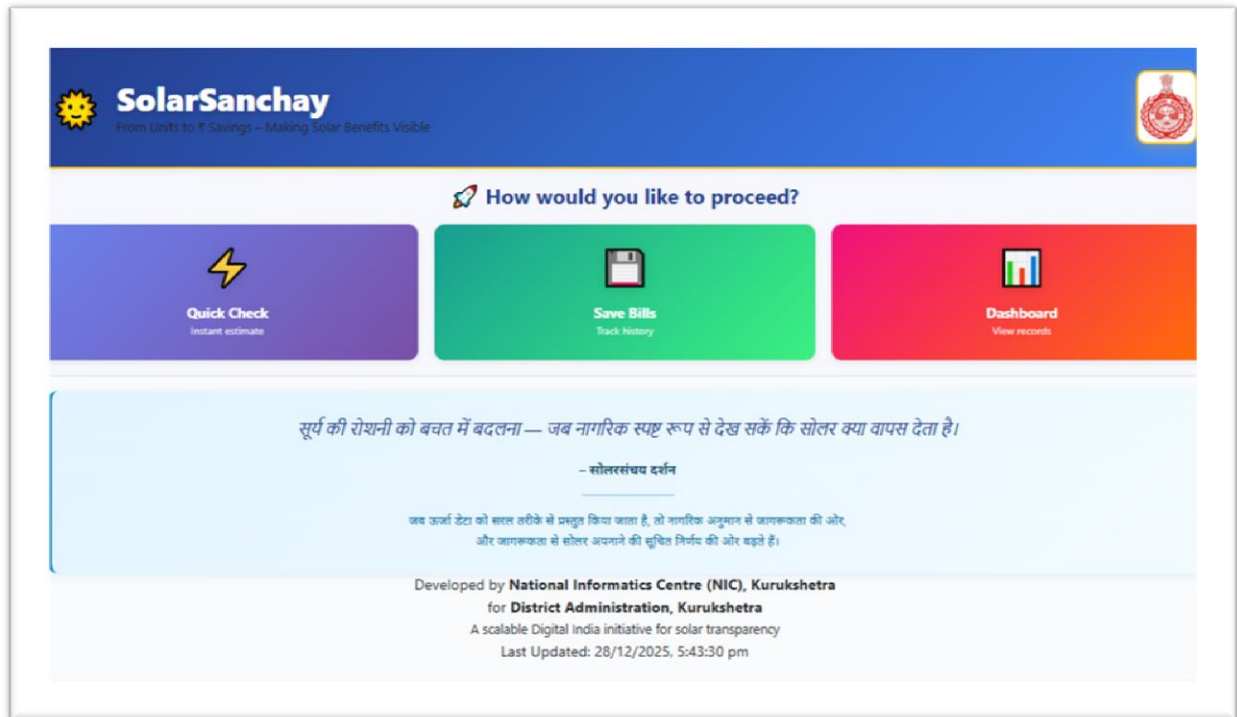 SolarSanchay
From Units to ₹ Savings – Making Solar Benefits Visible
How would you like to proceed?
Quick Check
Instant estimate
Save Bills
Track history
Dashboard
View records
सूर्य की रोशनी को बचत में बदलना — जब नागरिक स्पष्ट रूप से देख सकें कि सोलर क्या वापस देता है।
– सोलरसंचय दर्शन
जब ऊर्जा डेटा को सरल तरीके से प्रस्तुत किया जाता है, तो नागरिक अनुमान से जागरूकता की ओर,
और जागरूकता से सोलर अपनाने की सूचित निर्णय की ओर बढ़ते हैं।
Developed by National Informatics Centre (NIC), Kurukshetra
for District Administration, Kurukshetra
A scalable Digital India initiative for solar transparency
Last Updated: 28/12/2025, 5:43:30 pm